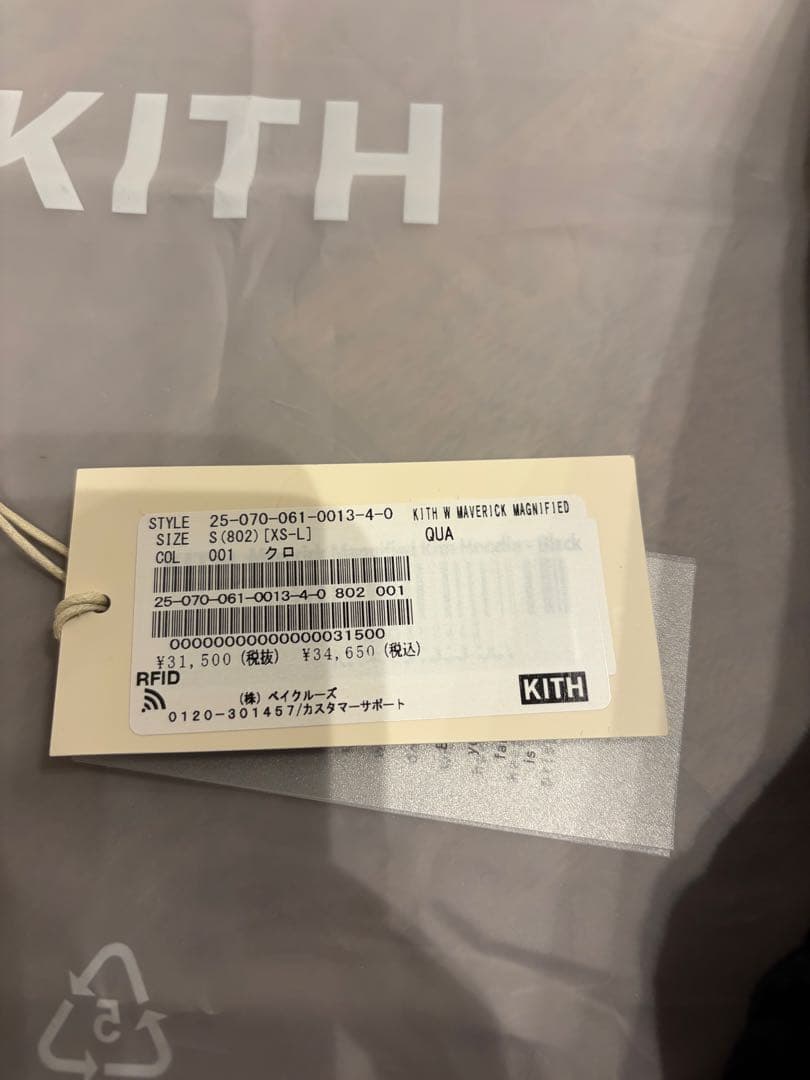 KITH
STYLE 25-070-061-0013-4-0 KITH W MAVERICK MAGNIFIED
SIZE S(802)[XS-L] QUA
COL 001 クロ
25-070-061-0013-4-0 802 001
00000000000000031500
¥31,500 (税抜) ¥34,650 (税込)
RFID
(株) ベイクルーズ
0120-301457/カスタマーサポート
KITH
5